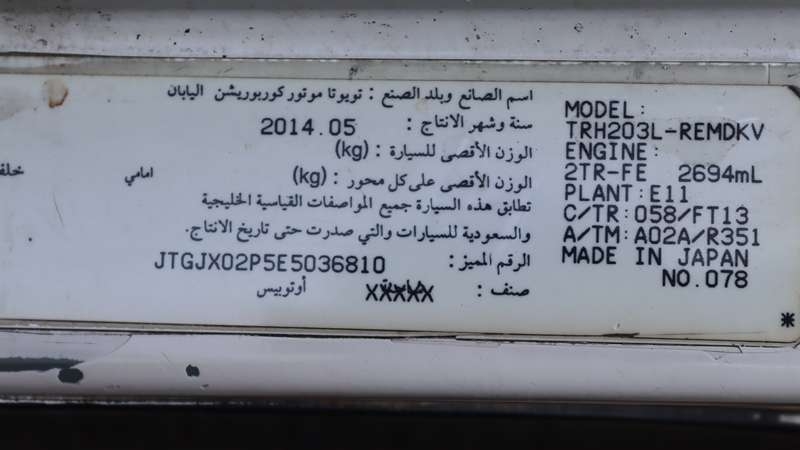 اسم الصانع وبلد الصنع : تويوتا موتور كوربوريشن اليابان
سنة وشهر الانتاج : 2014.05
الوزن الأقصى للسيارة : (kg)
الوزن الأقصى على كل محور : (kg) امامي خلف
تطابق هذه السيارة جميع المواصفات القياسية الخليجية
والسعودية للسيارات والتي صدرت حتى تاريخ الانتاج.
الرقم المميز : JTGJX02P5E5036810
صنف : XXXXX أوتوبيس
MODEL:
TRH203L-REMDKV
ENGINE:
2TR-FE 2694mL
PLANT:E11
C/TR:058/FT13
A/TM:A02A/R351
MADE IN JAPAN
NO.078
*